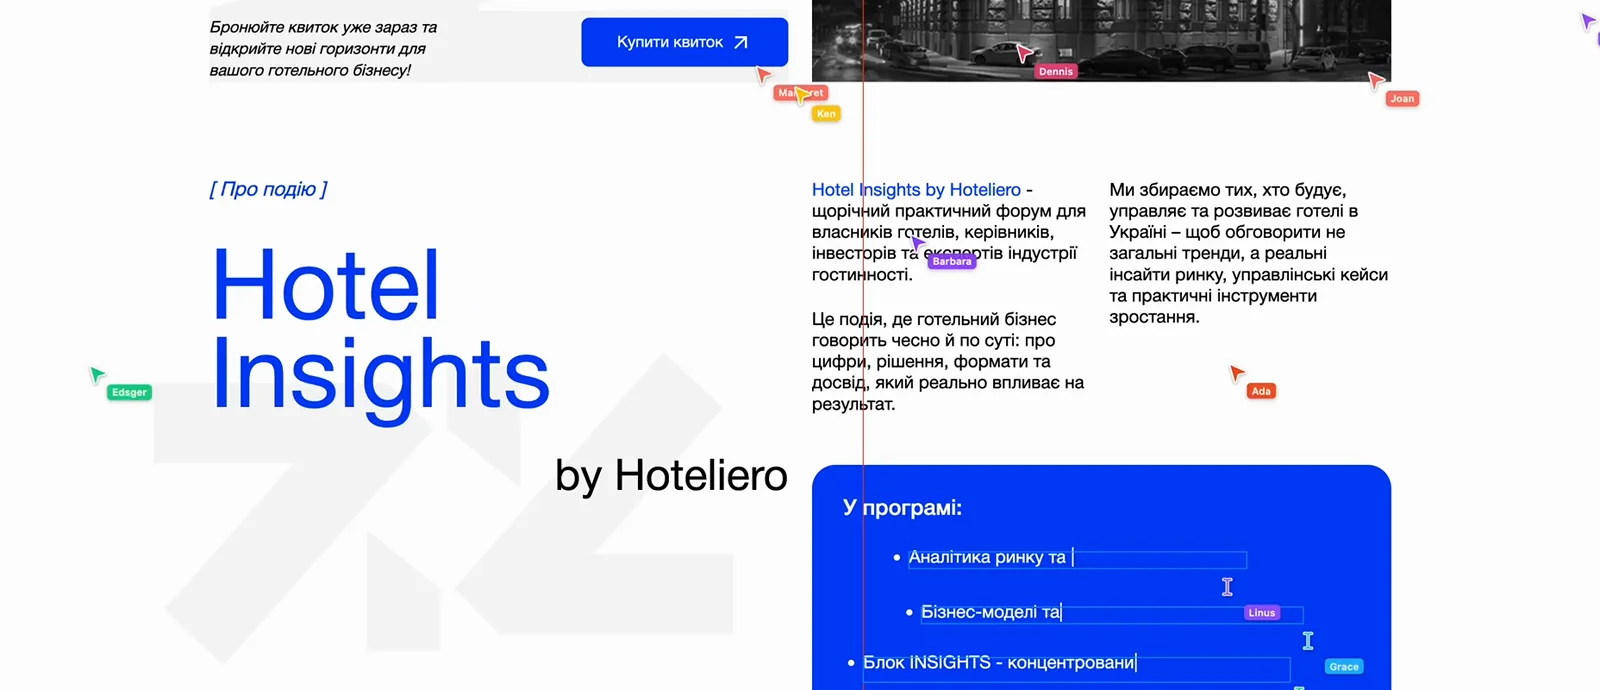 Бронюйте квиток уже зараз та
відкрийте нові горизонти для
вашого готельного бізнесу!
Купити квиток
Dennis
Ken
Joan
[ Про подію ]
Hotel
Insights
by Hoteliero
Edsger
Hotel Insights by Hoteliero -
щорічний практичний форум для
власників готелів, керівників,
інвесторів та експертів індустрії
гостинності.
Barbara
Це подія, де готельний бізнес
говорить чесно й по суті: про
цифри, рішення, формати та
досвід, який реально впливає на
результат.
Ми збираємо тих, хто будує,
управляє та розвиває готелі в
Україні – щоб обговорити не
загальні тренди, а реальні
інсайти ринку, управлінські кейси
та практичні інструменти
зростання.
Ada
У програмі:
• Аналітика ринку та
• Бізнес-моделі та
Linus
• Блок INSIGHTS - концентровани
Grace